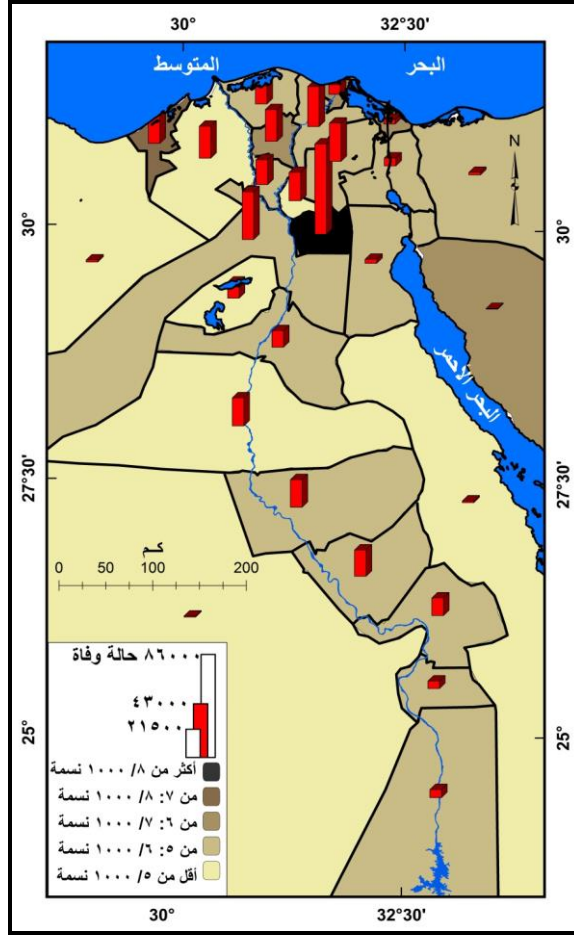 30°
32°30'
المتوسط
البحر
N
30°
30°
البحر الأحمر
27°30'
27°30'
كم
0
50
100
200
٨٦٠٠٠ حالة وفاة
٤٣٠٠٠
٢١٥٠٠
25°
25°
أكثر من ٨/ ١٠٠٠ نسمة
من ٧: ٨/ ١٠٠٠ نسمة
من ٦: ٧/ ١٠٠٠ نسمة
من ٥: ٦/ ١٠٠٠ نسمة
أقل من ٥/ ١٠٠٠ نسمة
30°
32°30'